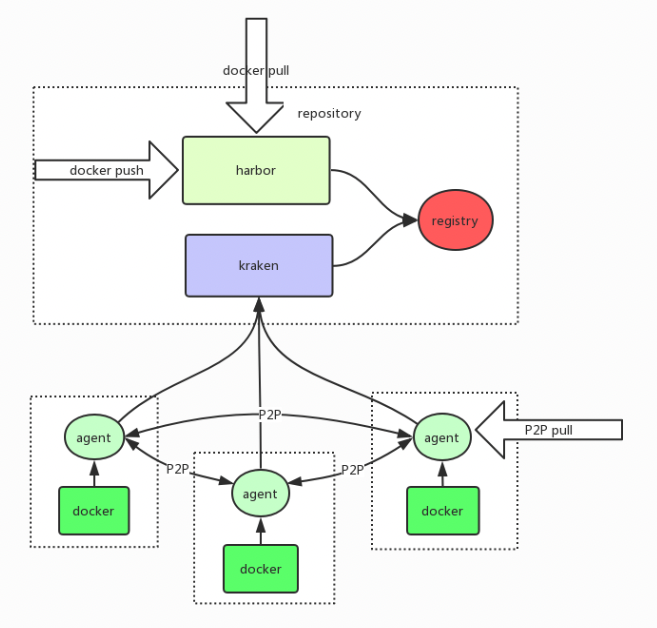 docker pull
repository
docker push
harbor
registry
kraken
P2P
agent
agent
P2P pull
P2P
P2P
agent
docker
docker
docker